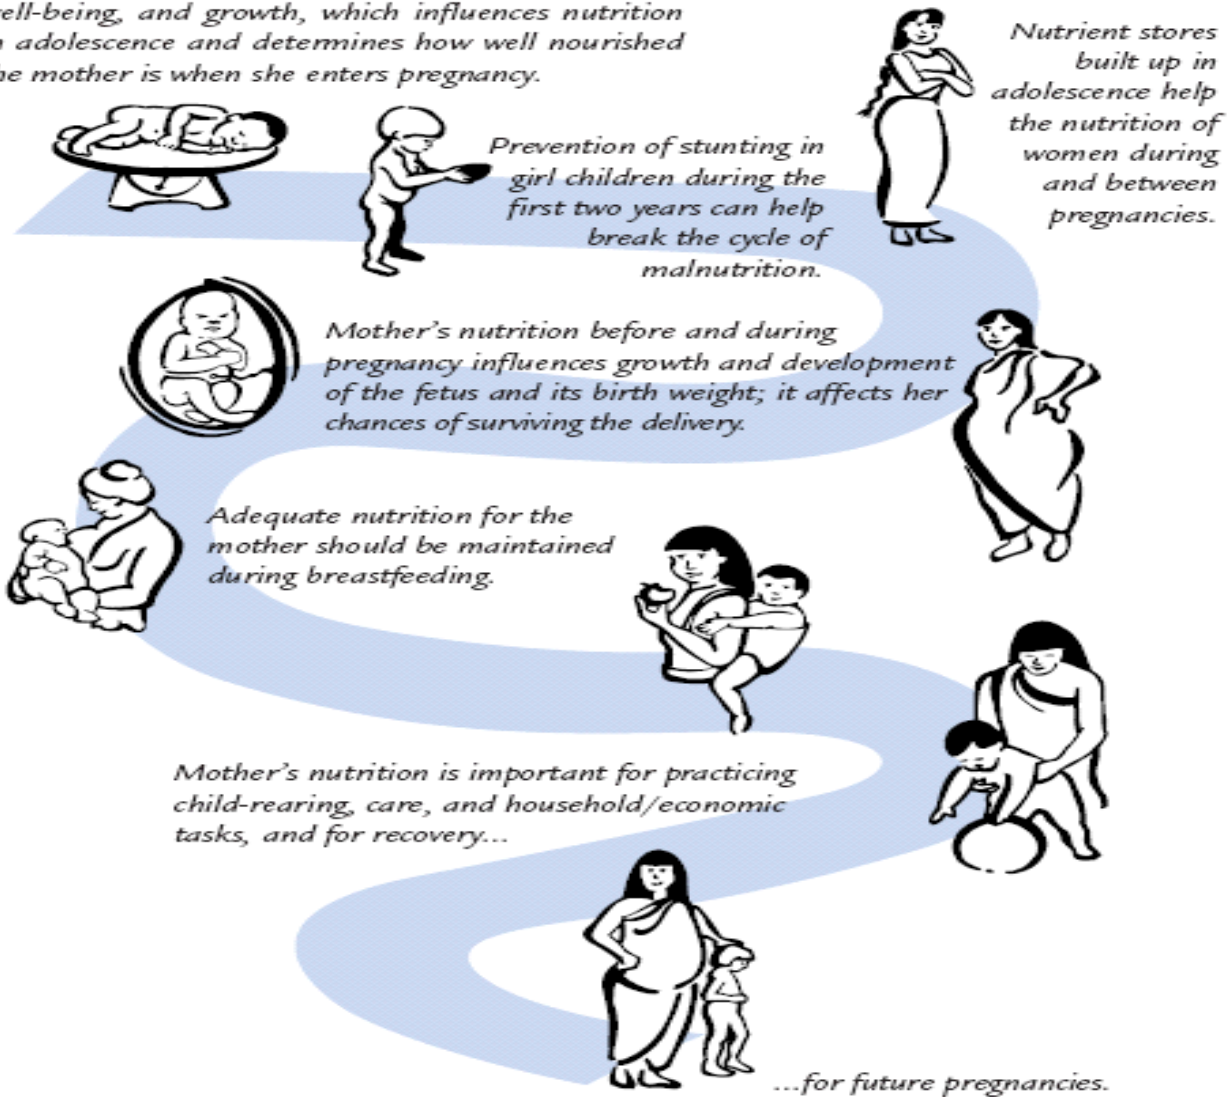 ell-being, and growth, which influences nutrition
adolescence and determines how well nourished
he mother is when she enters pregnancy.
Nutrient stores
built up in
adolescence help
the nutrition of
women during
and between
pregnancies.
Prevention of stunting in
girl children during the
first two years can help
break the cycle of
malnutrition.
Mother's nutrition before and during
pregnancy influences growth and development
of the fetus and its birth weight; it affects her
chances of surviving the delivery.
Adequate nutrition for the
mother should be maintained
during breastfeeding.
Mother's nutrition is important for practicing
child-rearing, care, and household/economic
tasks, and for recovery...
...for future pregnancies.